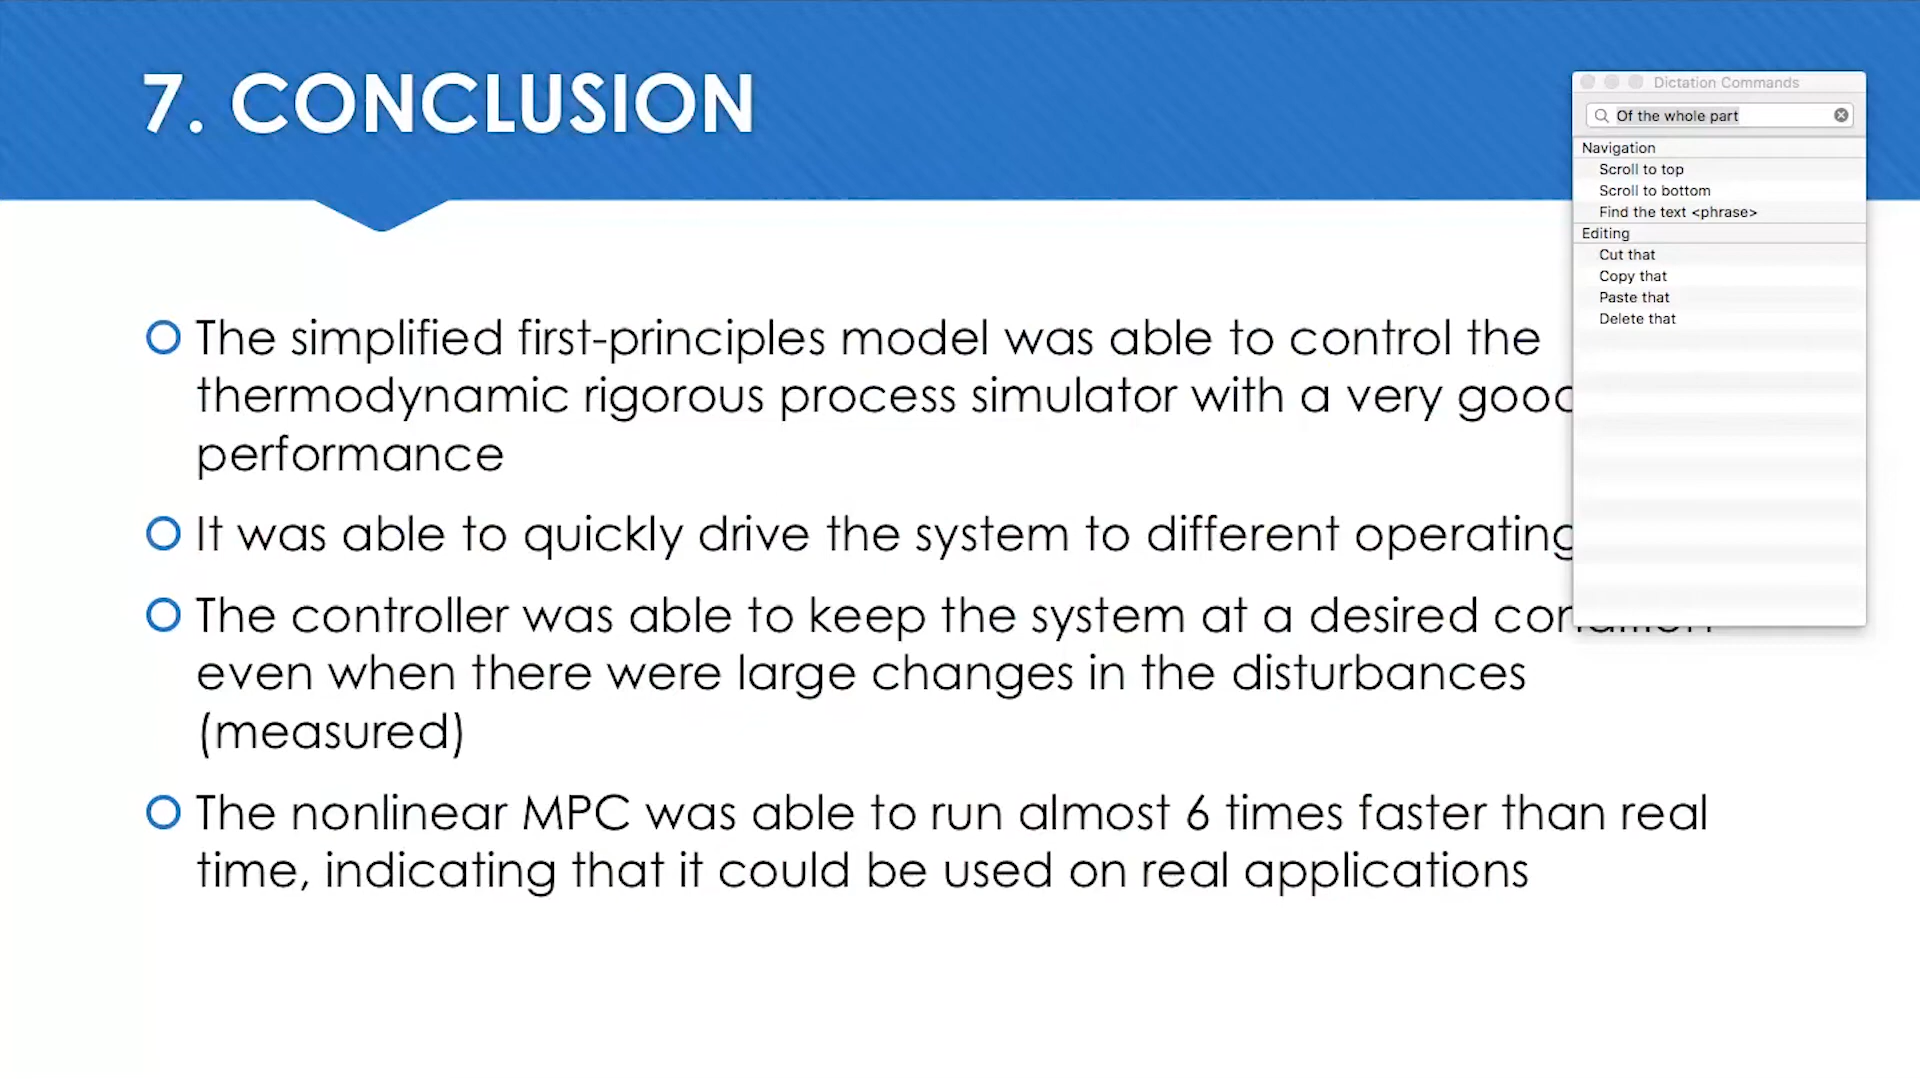 7. CONCLUSION
The simplified first-principles model was able to control the
thermodynamic rigorous process simulator with a very
performance
It was able to quickly drive the system to different operating
The controller was able to keep the system at a desired
even when there were large changes in the disturbances
(measured)
The nonlinear MPC was able to run almost 6 times faster than real
time, indicating that it could be used on real applications
Dictation Commands
Of the whole part
Navigation
Scroll to top
Scroll to bottom
Find the text <phrase>
Editing
Cut that
Copy that
Paste that
Delete that